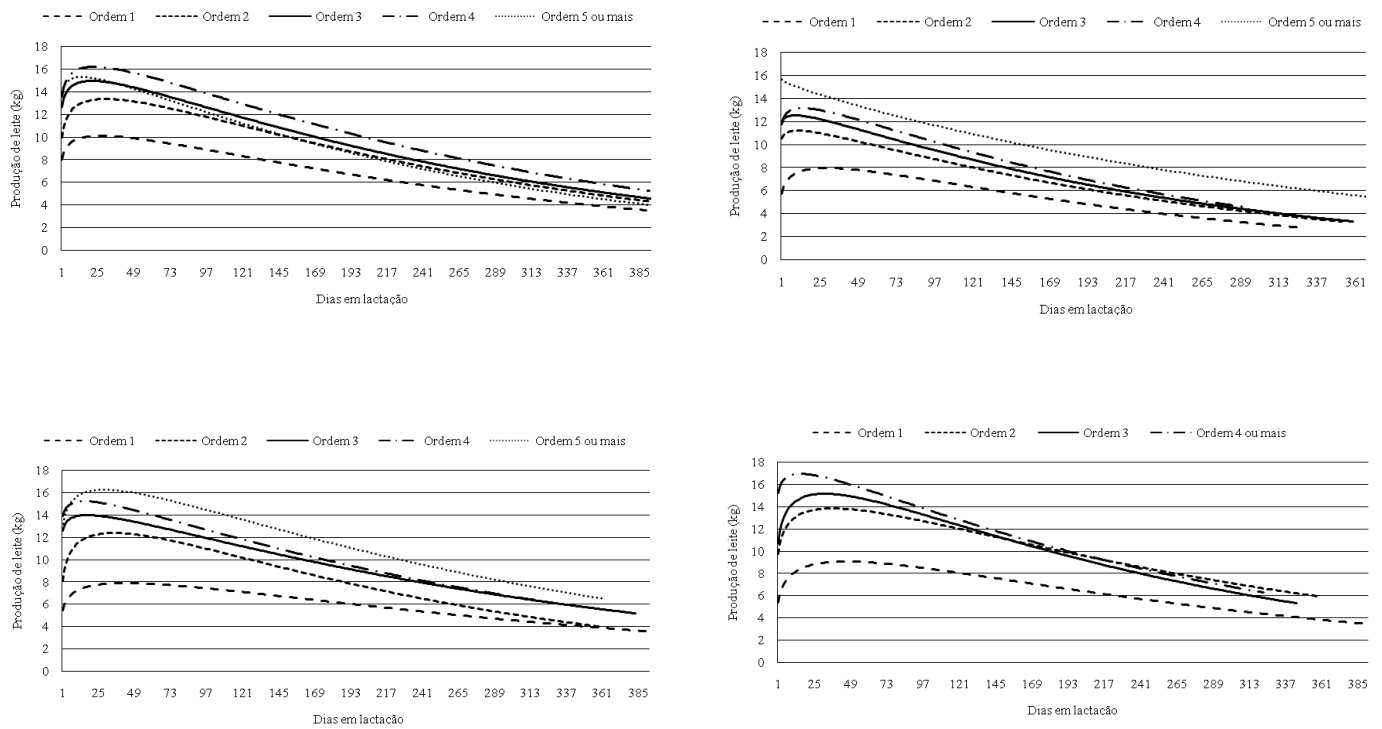 Ordem 1 Ordem 2 Ordem 3 Ordem 4 Ordem 5 ou mais
18
16
14
12
10
8
6
4
2
0
Produção de leite (kg)
1 25 49 73 97 121 145 169 193 217 241 265 289 313 337 361 385
Dias em lactação
Ordem 1 Ordem 2 Ordem 3 Ordem 4 Ordem 5 ou mais
18
16
14
12
10
8
6
4
2
0
Produção de leite (kg)
1 25 49 73 97 121 145 169 193 217 241 265 289 313 337 361
Dias em lactação
Ordem 1 Ordem 2 Ordem 3 Ordem 4 Ordem 5 ou mais
18
16
14
12
10
8
6
4
2
0
Produção de leite (kg)
1 25 49 73 97 121 145 169 193 217 241 265 289 313 337 361 385
Dias em lactação
Ordem 1 Ordem 2 Ordem 3 Ordem 4 ou mais
18
16
14
12
10
8
6
4
2
0
Produção de leite (kg)
1 25 49 73 97 121 145 169 193 217 241 265 289 313 337 361 385
Dias em lactação